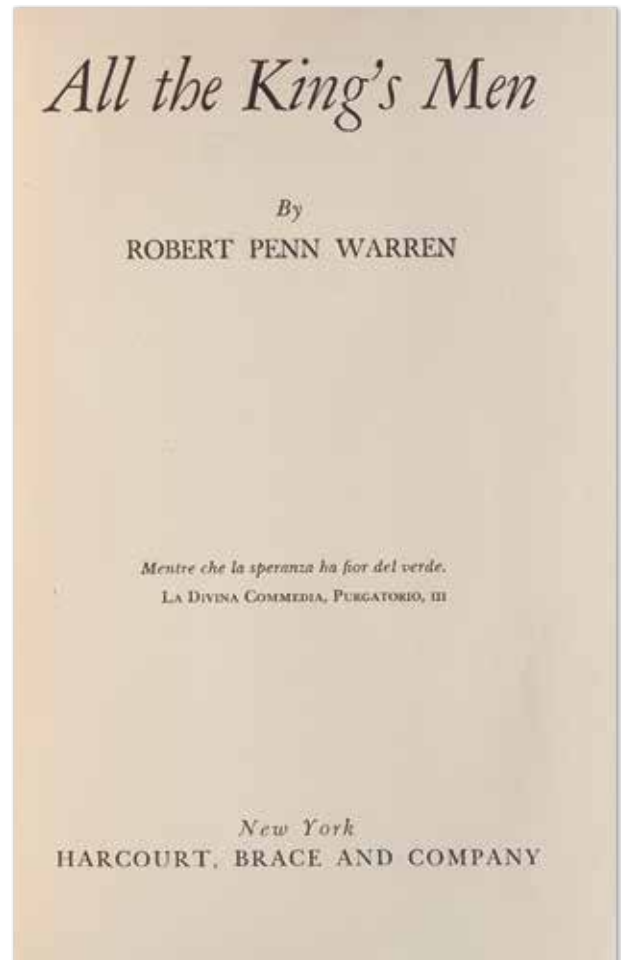 All the King's Men
By
ROBERT PENN WARREN
Mentre che la speranza ha fior del verde.
LA DIVINA COMMEDIA, PURGATORIO, III
New York
HARCOURT, BRACE AND COMPANY